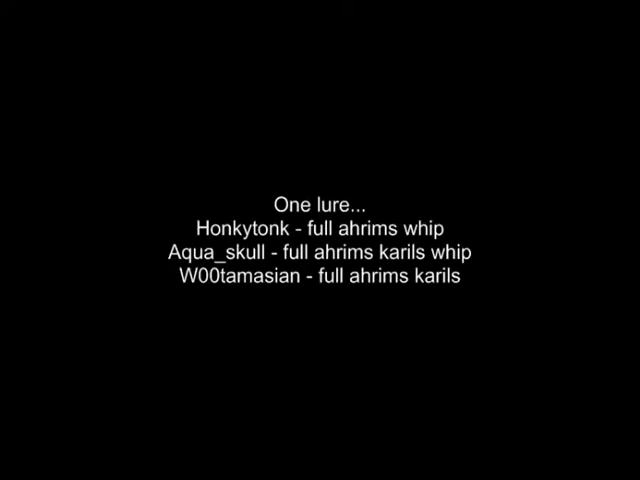 One lure...
Honkytonk - full ahrims whip
Aqua_skull - full ahrims karils whip
W00tamasian - full ahrims karils